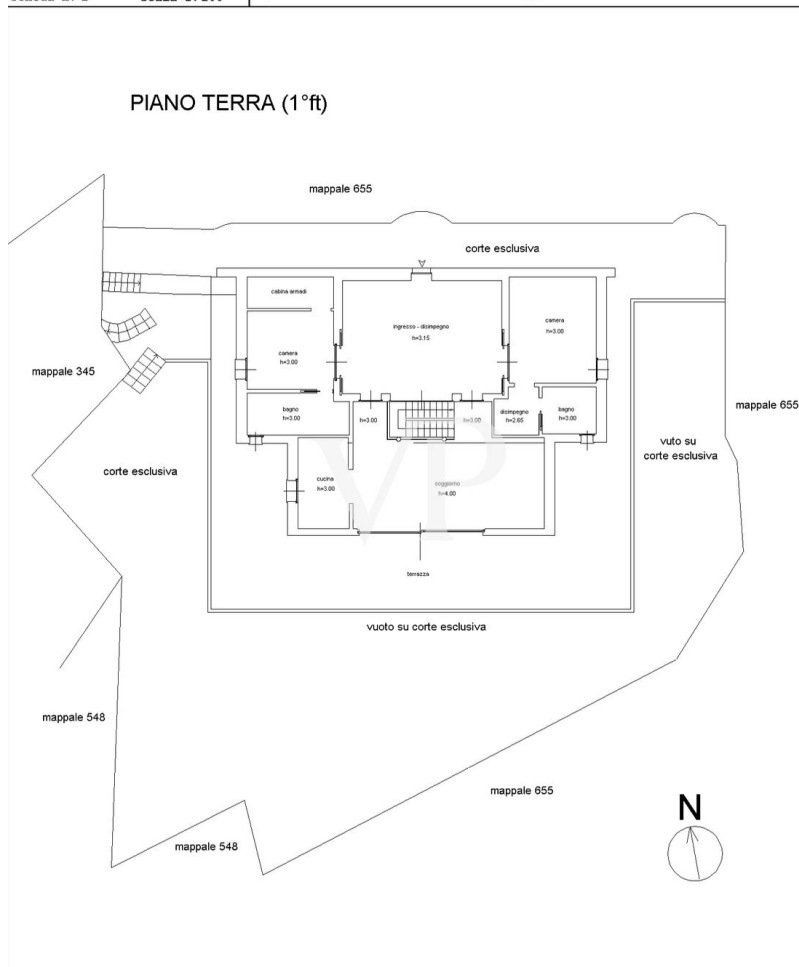 PIANO TERRA (1°ft)
mappale 655
corte esclusiva
cabina armadi
ingresso - disimpegno
h=3.15
camera
h=3.00
camera
h=3.00
mappale 345
mappale 655
bagno
h=3.00
h=3.00
h=3.00
disimpegno
h=2.65
bagno
h=3.00
vuto su
corte esclusiva
corte esclusiva
cucina
h=3.00
soggiorno
h=4.00
VP
terrazza
vuoto su corte esclusiva
mappale 548
mappale 655
N
mappale 548